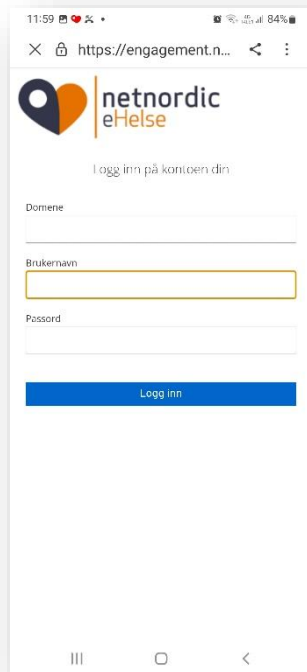 11:59 84%
https://engagement.n...
netnordic
eHelse
Logg inn på kontoen din
Domene
Brukernavn
Passord
Logg inn